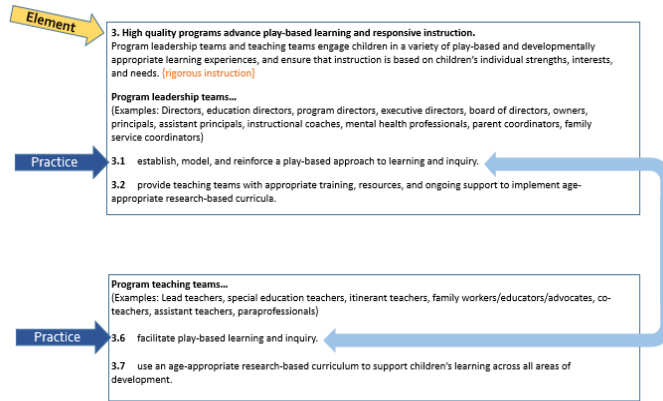 Element
3. High quality programs advance play-based learning and responsive instruction.
Program leadership teams and teaching teams engage children in a variety of play-based and developmentally
appropriate learning experiences, and ensure that instruction is based on children's individual strengths, interests,
and needs. {rigorous instruction}
Program leadership teams…
(Examples: Directors, education directors, program directors, executive directors, board of directors, owners,
principals, assistant principals, instructional coaches, mental health professionals, parent coordinators, family
service coordinators)
Practice
3.1 establish, model, and reinforce a play-based approach to learning and inquiry.
3.2 provide teaching teams with appropriate training, resources, and ongoing support to implement age-
appropriate research-based curricula.
Program teaching teams…
(Examples: Lead teachers, special education teachers, itinerant teachers, family workers/educators/advocates, co-
teachers, assistant teachers, paraprofessionals)
Practice
3.6 facilitate play-based learning and inquiry.
3.7 use an age-appropriate research-based curriculum to support children's learning across all areas of
development.